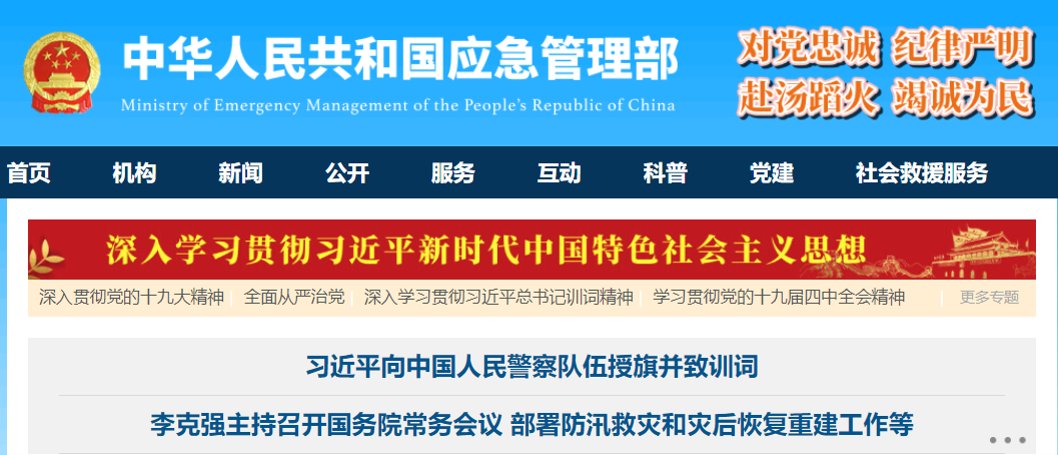 中华人民共和国应急管理部
Ministry of Emergency Management of the People's Republic of China
对党忠诚 纪律严明
赴汤蹈火 竭诚为民
首页 机构 新闻 公开 服务 互动 科普 党建 社会救援服务
深入学习贯彻习近平新时代中国特色社会主义思想
深入贯彻党的十九大精神 全面从严治党 深入学习贯彻习近平总书记训词精神 学习贯彻党的十九届四中全会精神 更多专题
习近平向中国人民警察队伍授旗并致训词
李克强主持召开国务院常务会议 部署防汛救灾和灾后恢复重建工作等